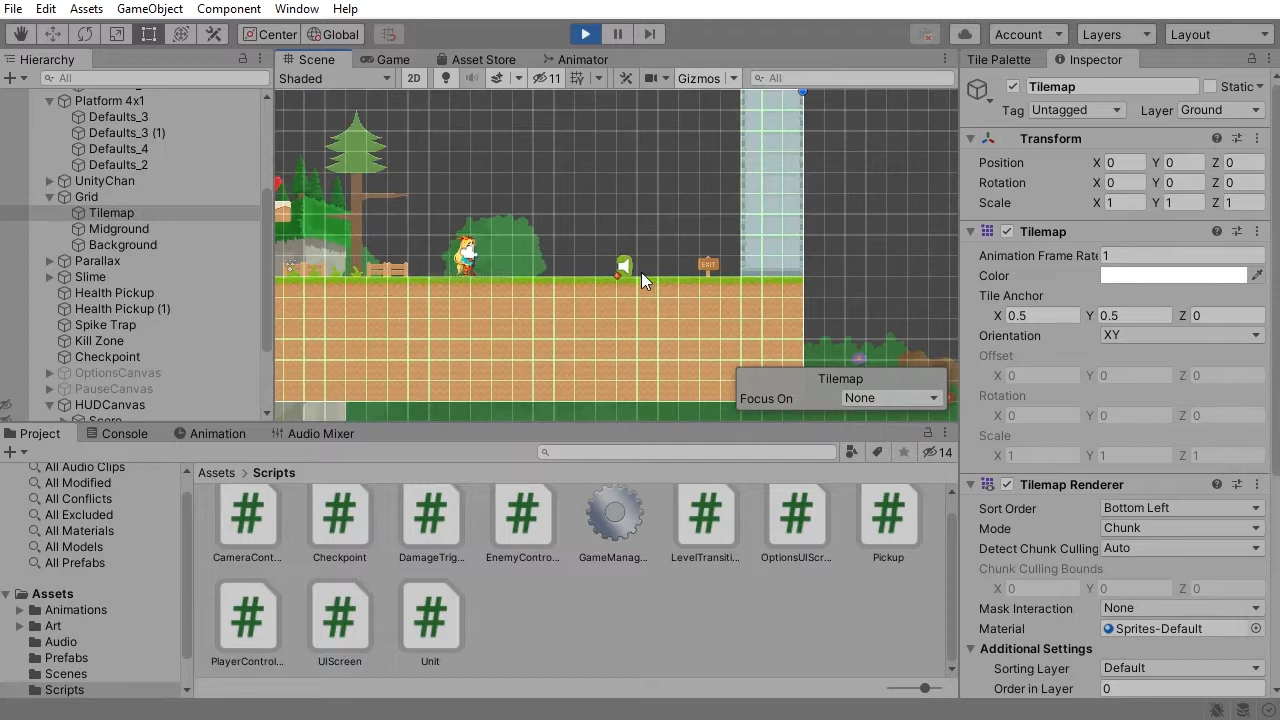 File Edit Assets GameObject Component Window Help
Center Global Account Layers Layout
Hierarchy
All
Platform 4x1
Defaults_3
Defaults_3 (1)
Defaults_4
Defaults_2
UnityChan
Grid
Tilemap
Midground
Background
Parallax
Slime
Health Pickup
Health Pickup (1)
Spike Trap
Kill Zone
Checkpoint
OptionsCanvas
PauseCanvas
HUDCanvas
Scene Game Asset Store Animator
Shaded 2D 11 Gizmos All
EXIT
Tilemap
Focus On None
Tile Palette Inspector
Tilemap Static
Tag Untagged Layer Ground
Transform
Position X 0 Y 0 Z 0
Rotation X 0 Y 0 Z 0
Scale X 1 Y 1 Z 1
Tilemap
Animation Frame Rate 1
Color
Tile Anchor
X 0.5 Y 0.5 Z 0
Orientation XY
Offset
X 0 Y 0 Z 0
Rotation
X 0 Y 0 Z 0
Scale
X 1 Y 1 Z 1
Tilemap Renderer
Sort Order Bottom Left
Mode Chunk
Detect Chunk Culling Auto
Chunk Culling Bounds
X 0 Y 0 Z 0
Mask Interaction None
Material Sprites-Default
Additional Settings
Sorting Layer Default
Order in Layer 0
Project Console Animation Audio Mixer
14
All Audio Clips
All Modified
All Conflicts
All Excluded
All Materials
All Models
All Prefabs
Assets
Animations
Art
Audio
Prefabs
Scenes
Scripts
Assets > Scripts
CameraCont... Checkpoint DamageTrig... EnemyContro... GameManag... LevelTransiti... OptionsUIScr... Pickup
PlayerControl... UIScreen Unit